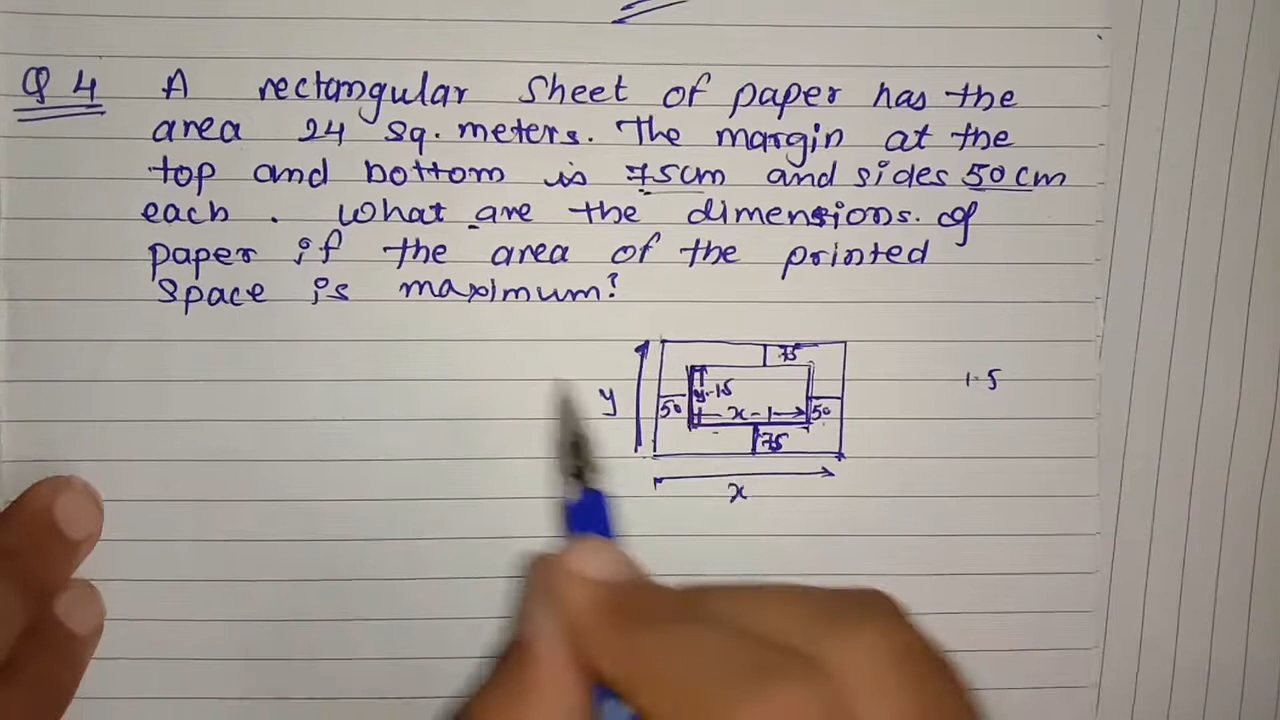 Q 4 A rectangular sheet of paper has the
area 24 sq. meters. The margin at the
top and bottom is 75cm and sides 50cm
each. What are the dimensions. of
paper if the area of the printed
space is maximum?
75
1.5
y
y-1.5
50
x-1
50
75
x